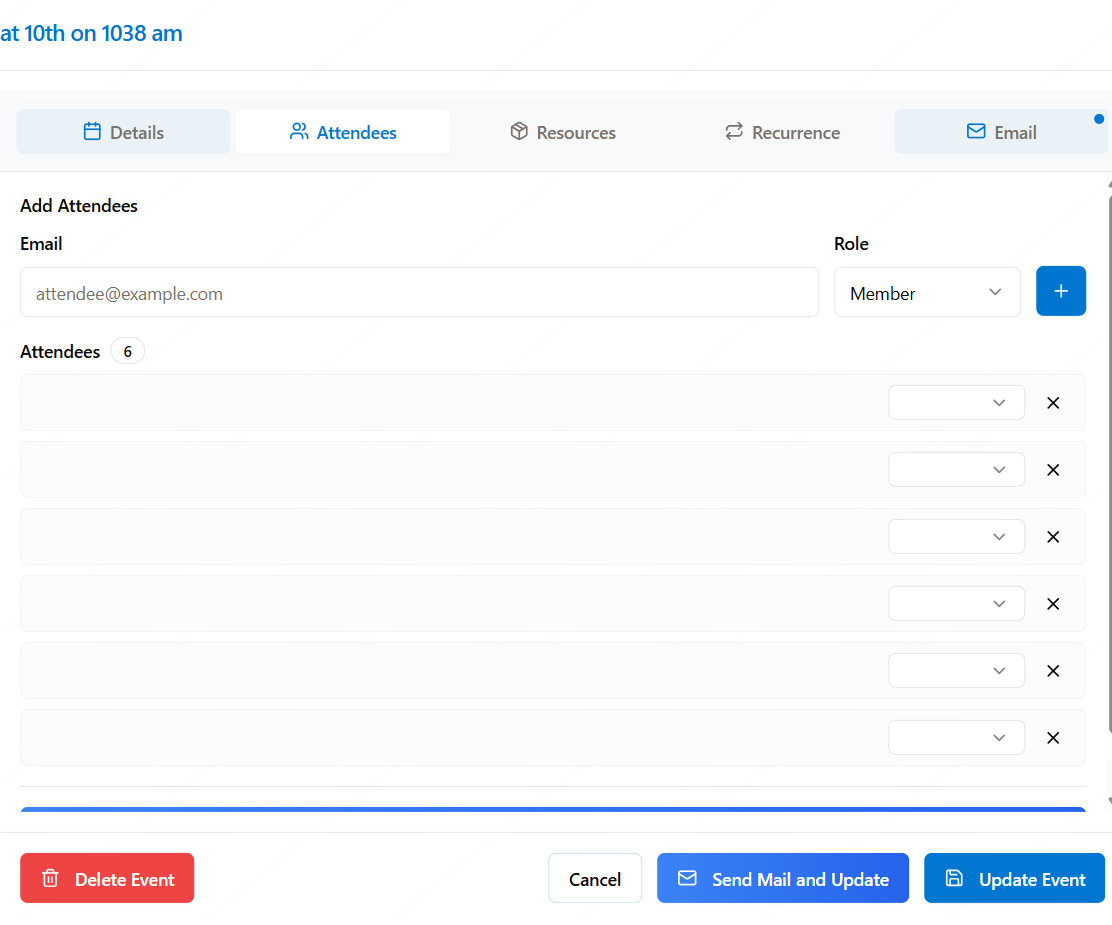 at 10th on 1038 am
Details Attendees Resources Recurrence Email
Add Attendees
Email Role
attendee@example.com Member
Attendees 6
Delete Event Cancel Send Mail and Update Update Event